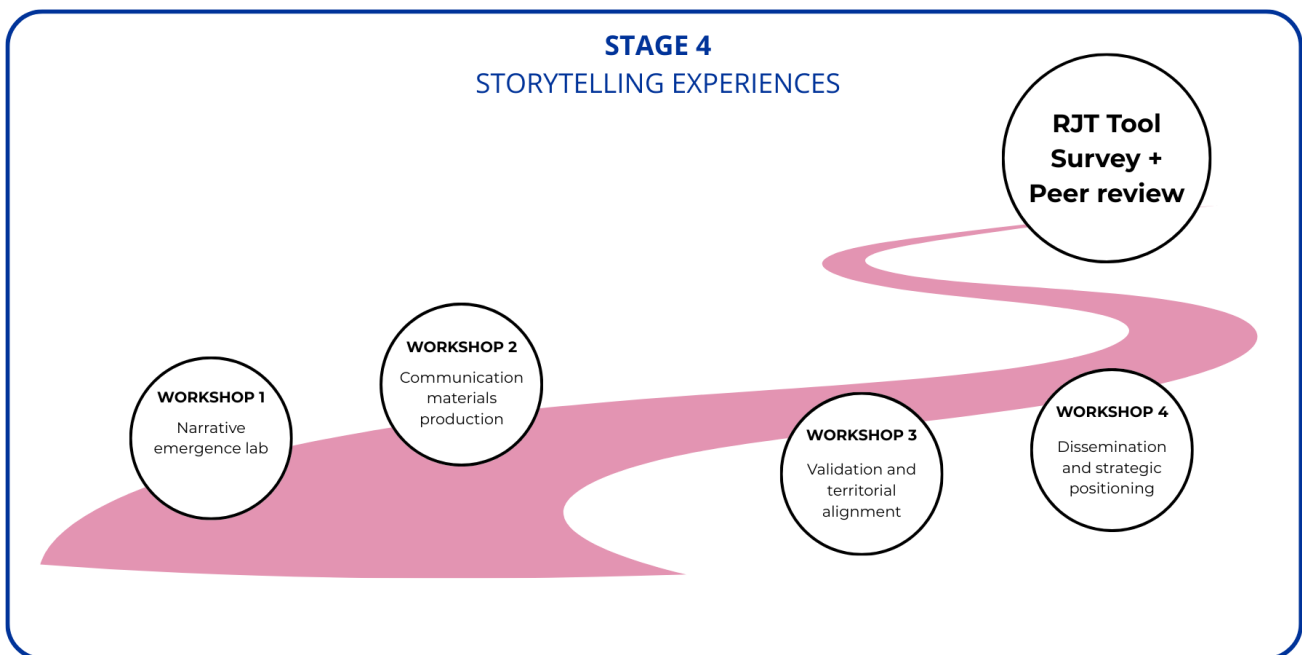 STAGE 4
STORYTELLING EXPERIENCES
RJT Tool
Survey +
Peer review
WORKSHOP 1
Narrative
emergence lab
WORKSHOP 2
Communication
materials
production
WORKSHOP 3
Validation and
territorial
alignment
WORKSHOP 4
Dissemination
and strategic
positioning